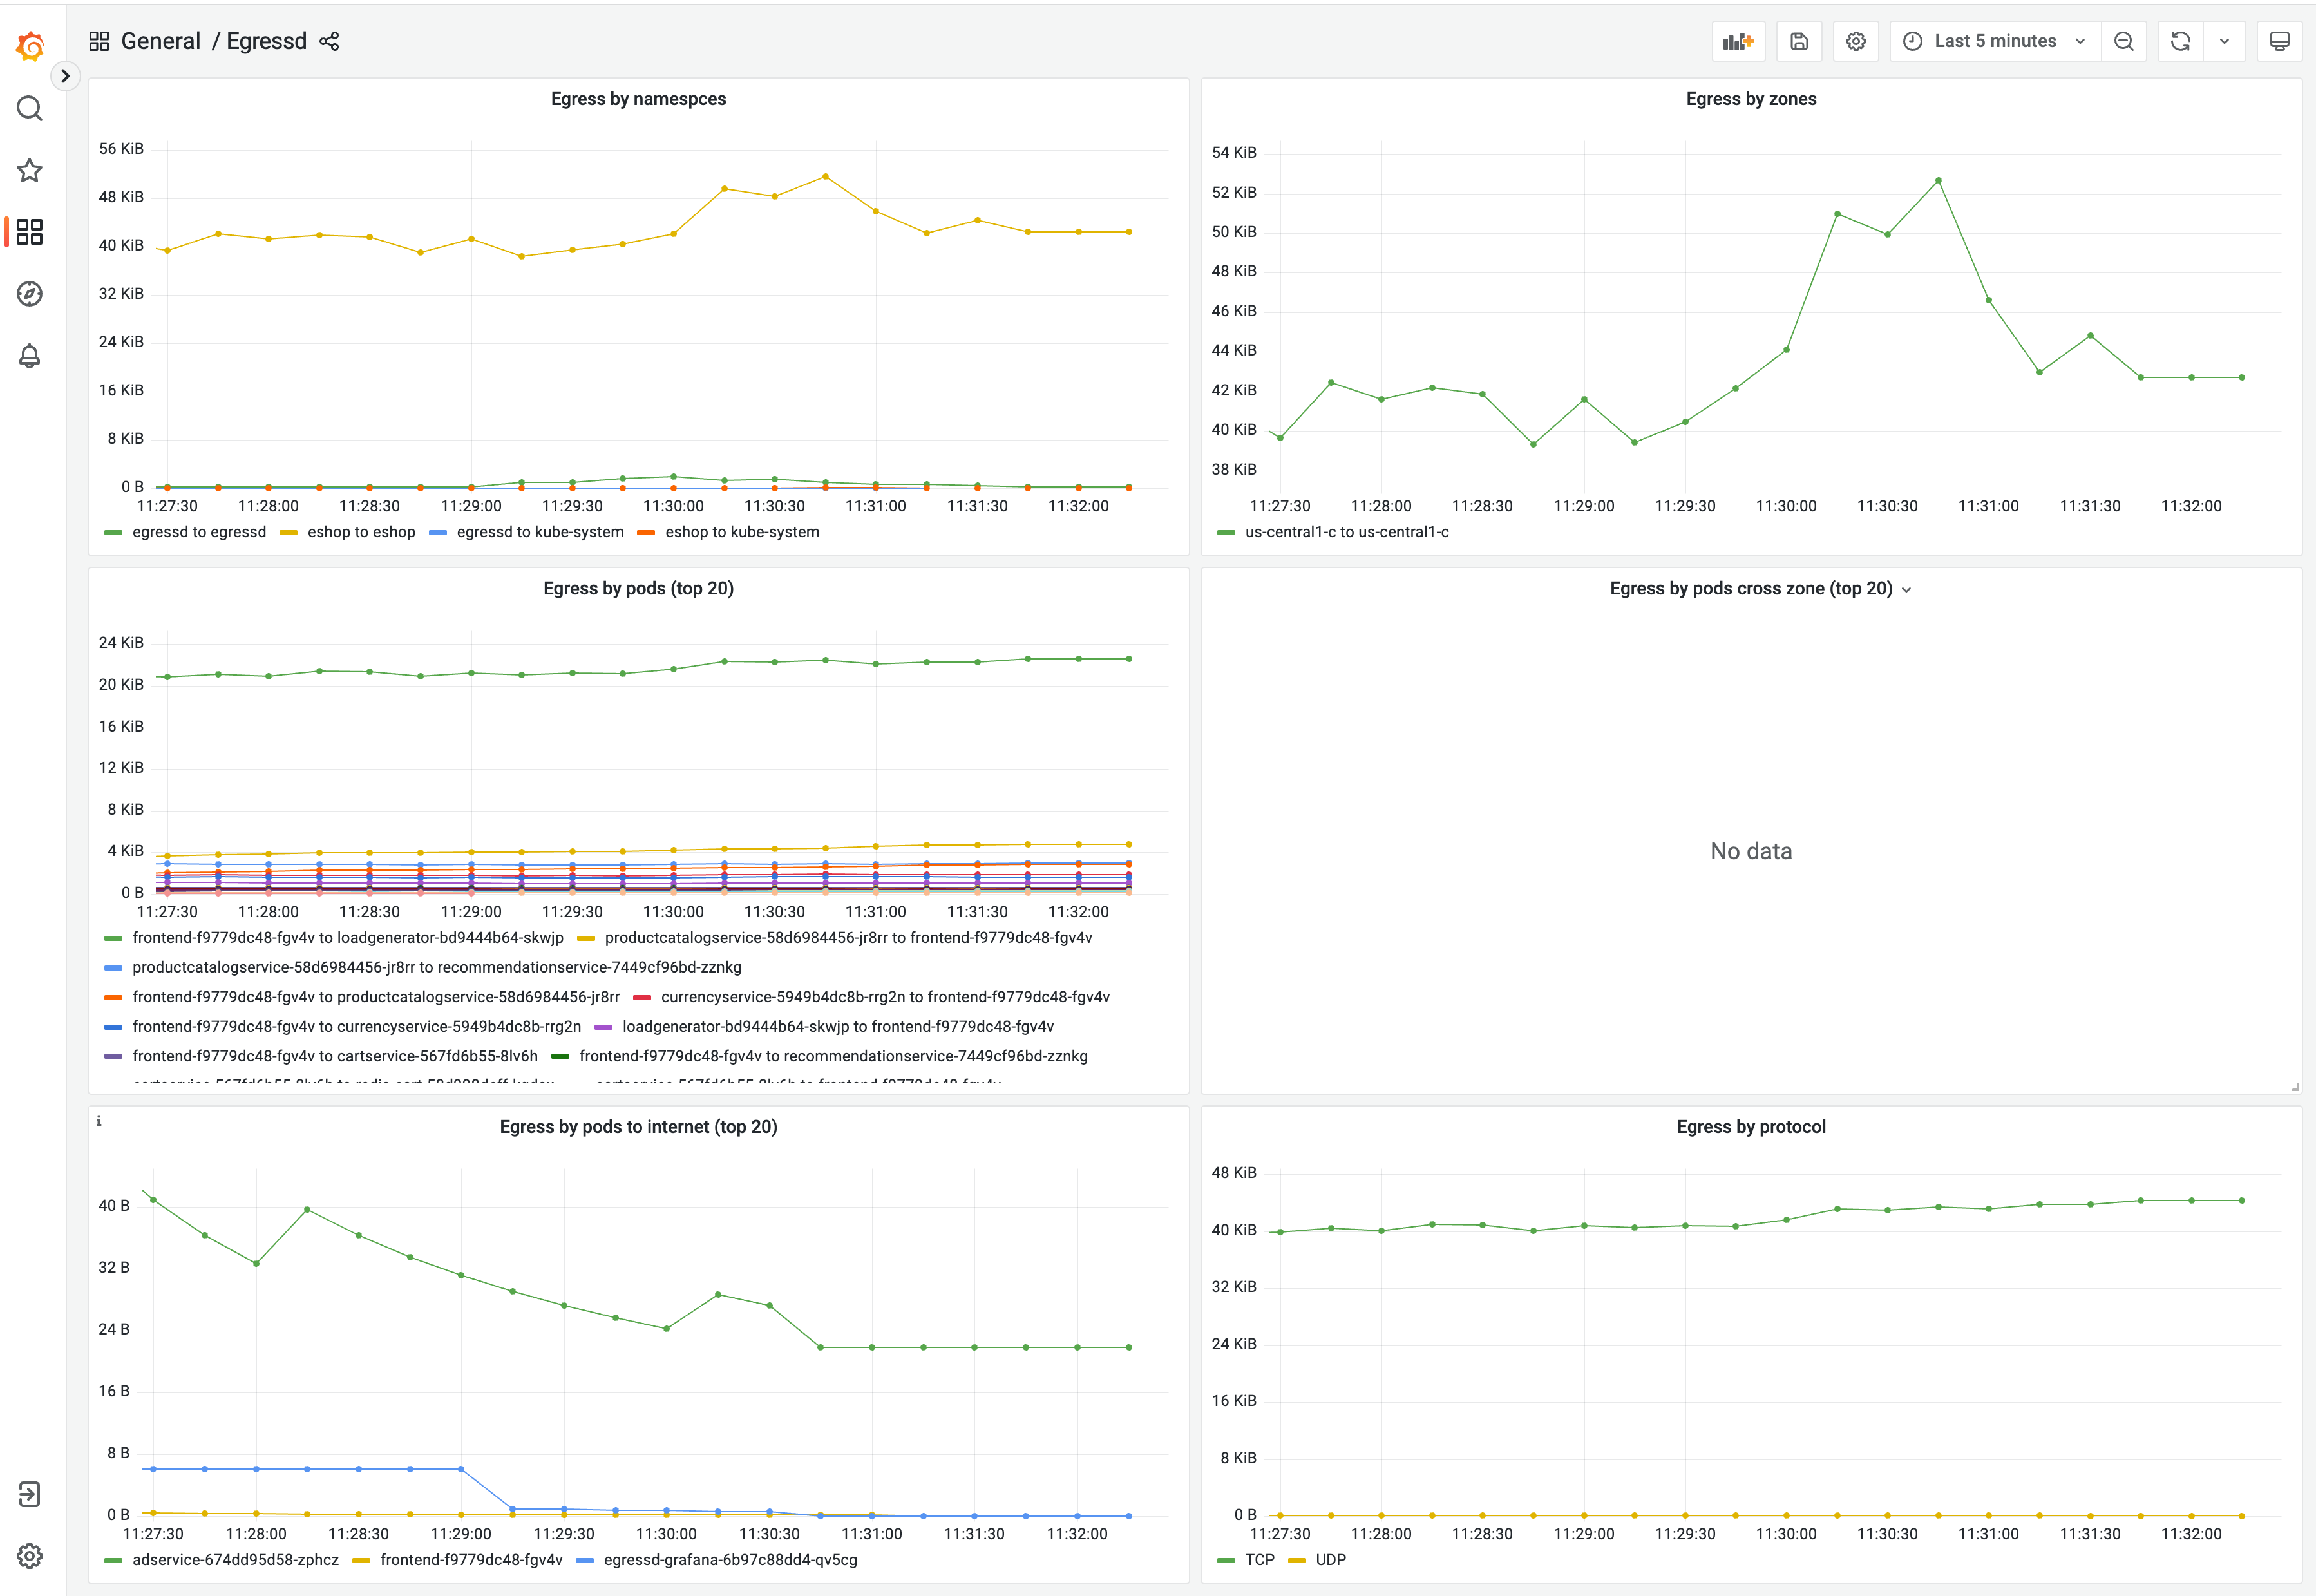 General / Egressd
Last 5 minutes
Egress by namespces
56 KiB
48 KiB
40 KiB
32 KiB
24 KiB
16 KiB
8 KiB
0 B
11:27:30 11:28:00 11:28:30 11:29:00 11:29:30 11:30:00 11:30:30 11:31:00 11:31:30 11:32:00
egressd to egressd eshop to eshop egressd to kube-system eshop to kube-system
Egress by zones
54 KiB
52 KiB
50 KiB
48 KiB
46 KiB
44 KiB
42 KiB
40 KiB
38 KiB
11:27:30 11:28:00 11:28:30 11:29:00 11:29:30 11:30:00 11:30:30 11:31:00 11:31:30 11:32:00
us-central1-c to us-central1-c
Egress by pods (top 20)
24 KiB
20 KiB
16 KiB
12 KiB
8 KiB
4 KiB
0 B
11:27:30 11:28:00 11:28:30 11:29:00 11:29:30 11:30:00 11:30:30 11:31:00 11:31:30 11:32:00
frontend-f9779dc48-fgv4v to loadgenerator-bd9444b64-skwjp productcatalogservice-58d6984456-jr8rr to frontend-f9779dc48-fgv4v
productcatalogservice-58d6984456-jr8rr to recommendationservice-7449cf96bd-zznkg
frontend-f9779dc48-fgv4v to productcatalogservice-58d6984456-jr8rr currencyservice-5949b4dc8b-rrg2n to frontend-f9779dc48-fgv4v
frontend-f9779dc48-fgv4v to currencyservice-5949b4dc8b-rrg2n loadgenerator-bd9444b64-skwjp to frontend-f9779dc48-fgv4v
frontend-f9779dc48-fgv4v to cartservice-567fd6b55-8lv6h frontend-f9779dc48-fgv4v to recommendationservice-7449cf96bd-zznkg
cartservice-567fd6b55-8lv6h to cartservice-567fd6b55-8lv6h to frontend-f9779dc48-fgv4v
Egress by pods cross zone (top 20)
No data
Egress by pods to internet (top 20)
40 B
32 B
24 B
16 B
8 B
0 B
11:27:30 11:28:00 11:28:30 11:29:00 11:29:30 11:30:00 11:30:30 11:31:00 11:31:30 11:32:00
adservice-674dd95d58-zphcz frontend-f9779dc48-fgv4v egressd-grafana-6b97c88dd4-qv5cg
Egress by protocol
48 KiB
40 KiB
32 KiB
24 KiB
16 KiB
8 KiB
0 B
11:27:30 11:28:00 11:28:30 11:29:00 11:29:30 11:30:00 11:30:30 11:31:00 11:31:30 11:32:00
TCP UDP